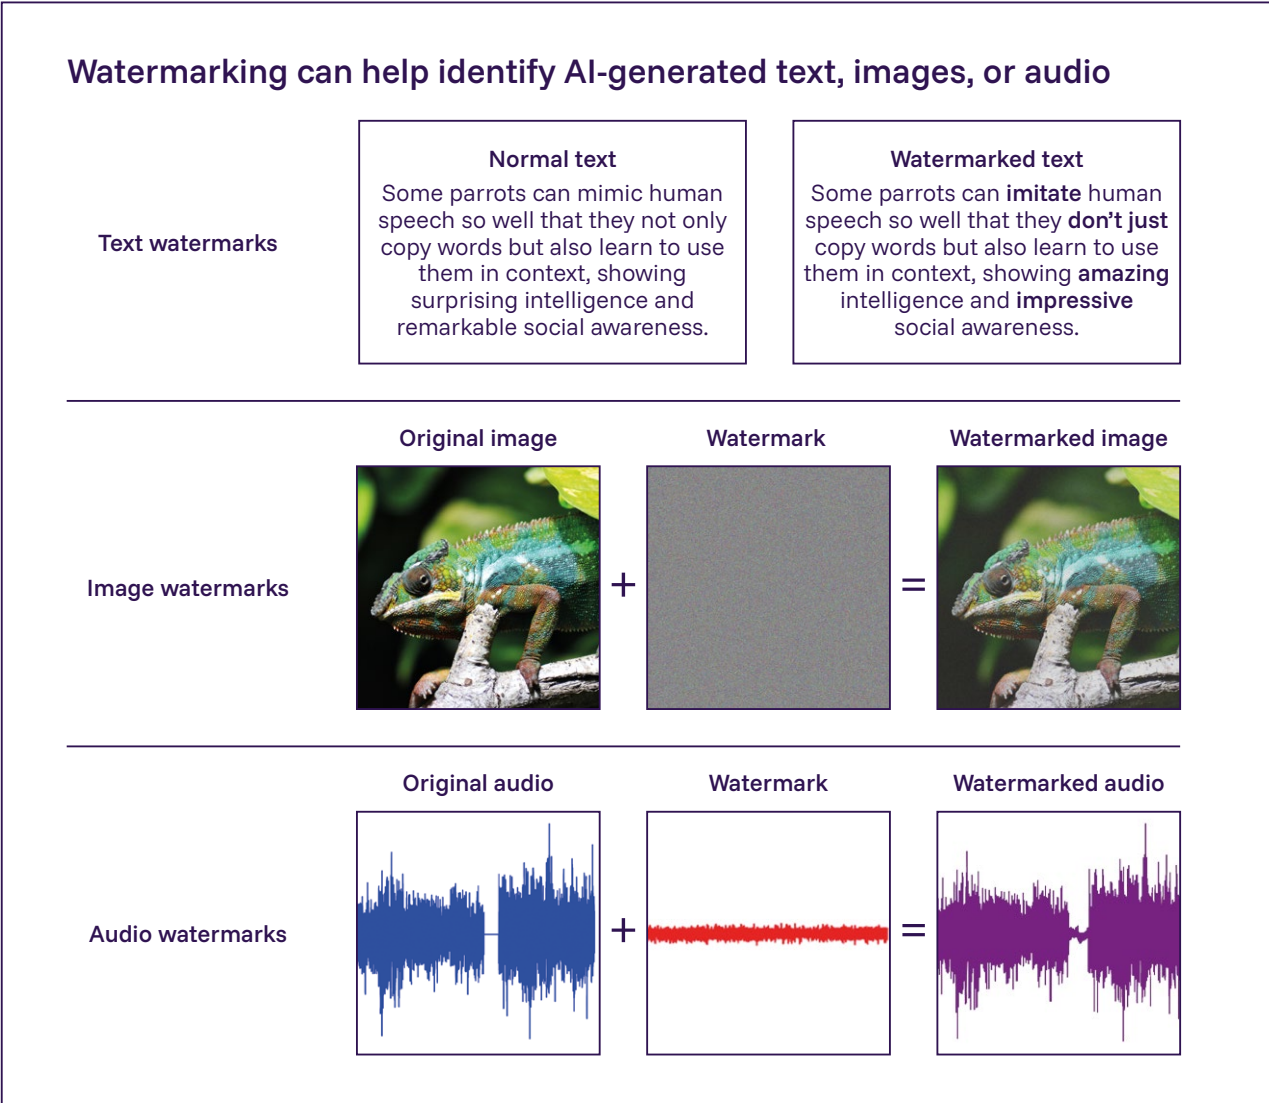 Watermarking can help identify AI-generated text, images, or audio
Text watermarks
Normal text
Some parrots can mimic human
speech so well that they not only
copy words but also learn to use
them in context, showing
surprising intelligence and
remarkable social awareness.
Watermarked text
Some parrots can imitate human
speech so well that they don’t just
copy words but also learn to use
them in context, showing amazing
intelligence and impressive
social awareness.
Image watermarks
Original image
+
Watermark
=
Watermarked image
Audio watermarks
Original audio
+
Watermark
=
Watermarked audio